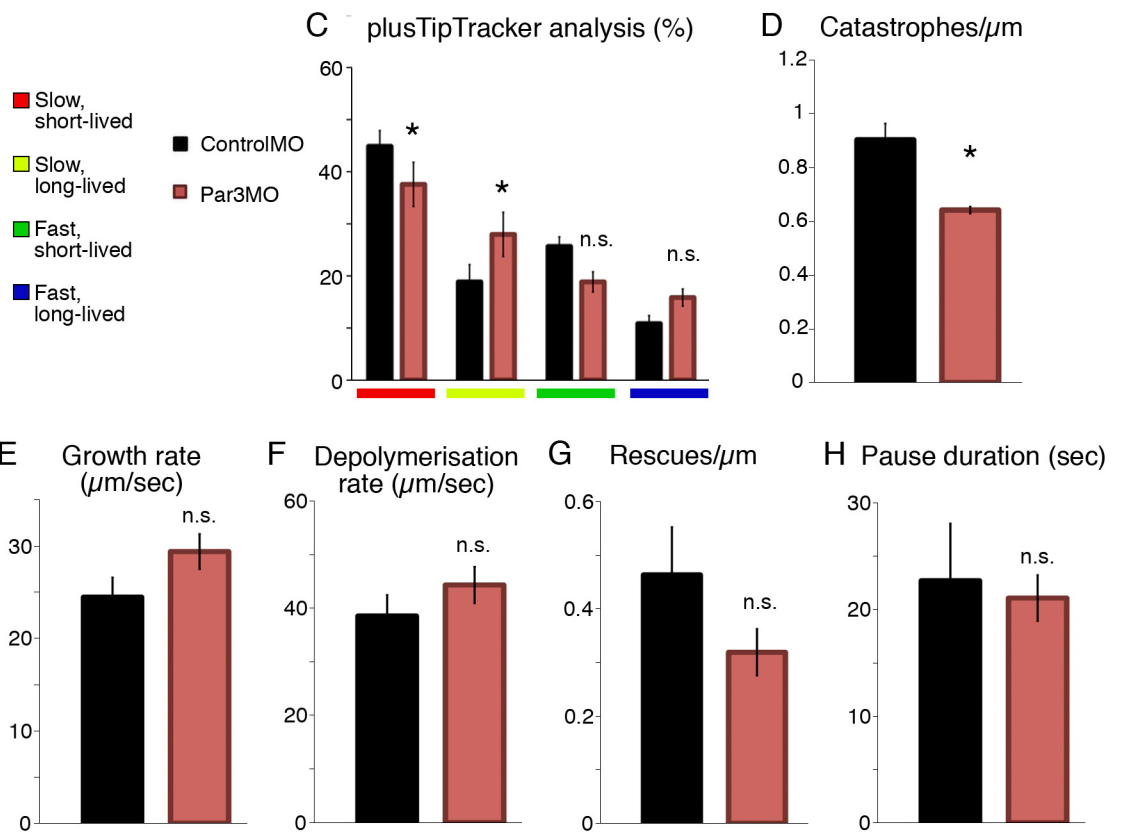 C plusTipTracker analysis (%)
D Catastrophes/µm
Slow,
short-lived
Slow,
long-lived
Fast,
short-lived
Fast,
long-lived
ControlMO
Par3MO
60
40
20
0
*
*
n.s.
n.s.
1.2
1
0.8
0.6
0.4
0.2
0
*
E Growth rate
(µm/sec)
30
20
10
0
n.s.
F Depolymerisation
rate (µm/sec)
60
40
20
0
n.s.
G Rescues/µm
0.6
0.4
0.2
0
n.s.
H Pause duration (sec)
30
20
10
0
n.s.